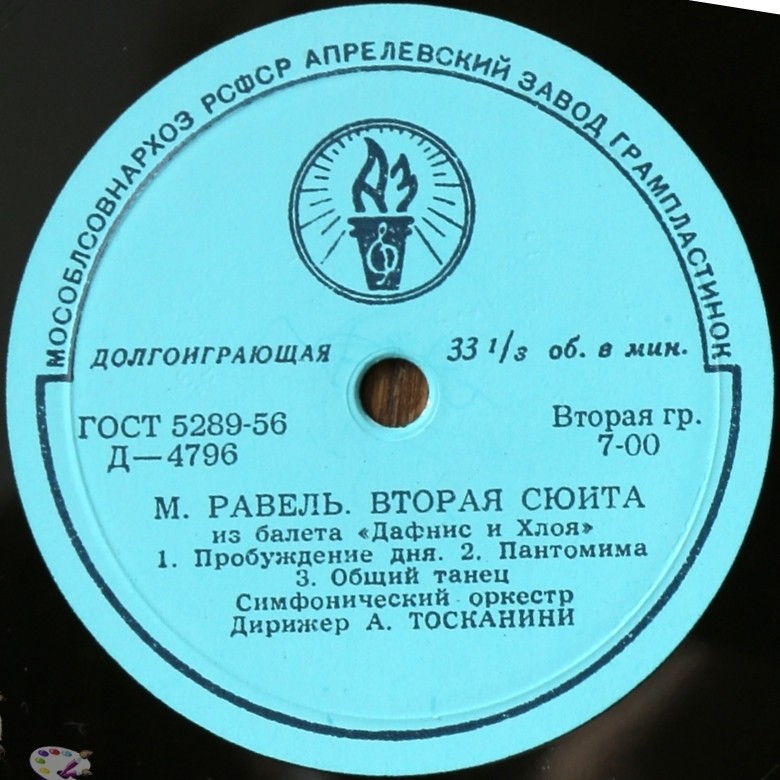 МОСОБЛСОВНАРХОЗ РСФСР АПРЕЛЕВСКИЙ ЗАВОД ГРАМПЛАСТИНОК
АЗ
ДОЛГОИГРАЮЩАЯ 33 1/3 об. в мин.
ГОСТ 5289-56 Вторая гр.
Д—4796 7-00
М. РАВЕЛЬ. ВТОРАЯ СЮИТА
из балета «Дафнис и Хлоя»
1. Пробуждение дня. 2. Пантомима
3. Общий танец
Симфонический оркестр
Дирижер А. ТОСКАНИНИ